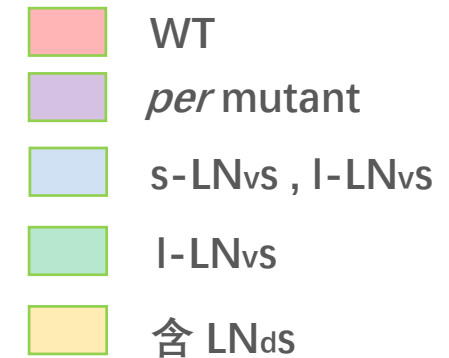 WT
per mutant
s-LNvs , l-LNvs
l-LNvs
含 LNds